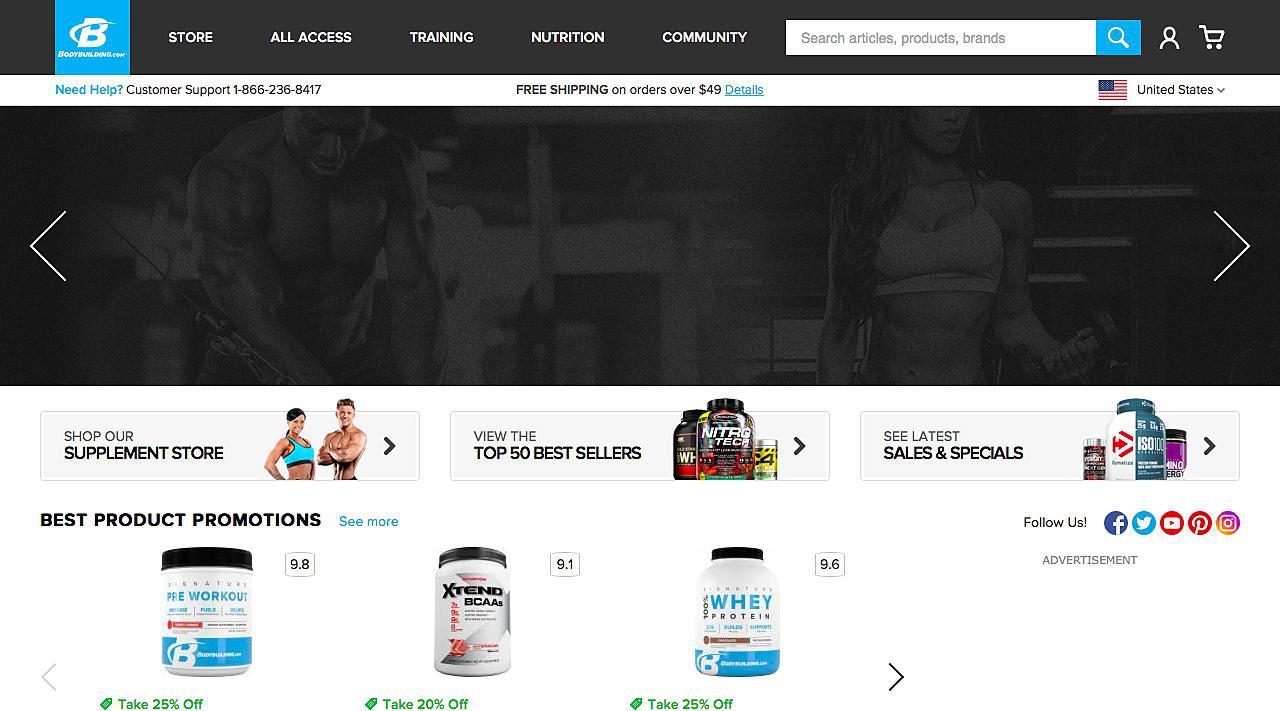 BODYBUILDING.COM
STORE
ALL ACCESS
TRAINING
NUTRITION
COMMUNITY
Search articles, products, brands
Need Help? Customer Support 1-866-236-8417
FREE SHIPPING on orders over $49 Details
United States
SHOP OUR
SUPPLEMENT STORE
VIEW THE
TOP 50 BEST SELLERS
NITRO
TECH
SEE LATEST
SALES & SPECIALS
ISO100
Dymatize
BEST PRODUCT PROMOTIONS See more
Follow Us!
ADVERTISEMENT
SIGNATURE
PRE WORKOUT
BODYBUILDING.COM
9.8
XTEND
BCAAs
9.1
SIGNATURE
100% WHEY
PROTEIN
BODYBUILDING.COM
9.6
Take 25% Off
Take 20% Off
Take 25% Off